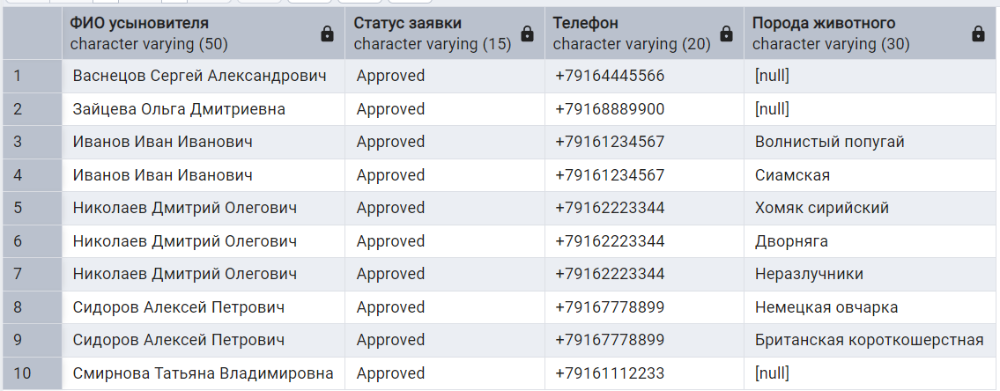 ФИО усыновителя Статус заявки Телефон Порода животного
character varying (50) character varying (15) character varying (20) character varying (30)
1 Васнецов Сергей Александрович Approved +79164445566 [null]
2 Зайцева Ольга Дмитриевна Approved +79168889900 [null]
3 Иванов Иван Иванович Approved +79161234567 Волнистый попугай
4 Иванов Иван Иванович Approved +79161234567 Сиамская
5 Николаев Дмитрий Олегович Approved +79162223344 Хомяк сирийский
6 Николаев Дмитрий Олегович Approved +79162223344 Дворняга
7 Николаев Дмитрий Олегович Approved +79162223344 Неразлучники
8 Сидоров Алексей Петрович Approved +79167778899 Немецкая овчарка
9 Сидоров Алексей Петрович Approved +79167778899 Британская короткошерстная
10 Смирнова Татьяна Владимировна Approved +79161112233 [null]